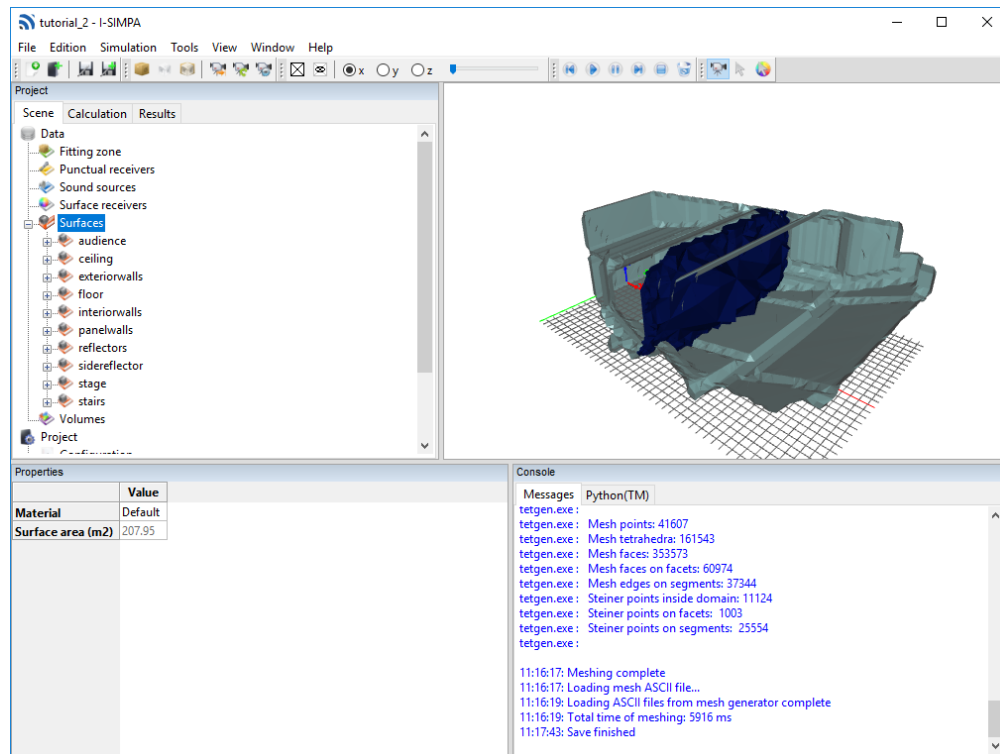 tutorial_2 - I-SIMPA
File Edition Simulation Tools View Window Help
x y z
Project
Scene Calculation Results
Data
Fitting zone
Punctual receivers
Sound sources
Surface receivers
Surfaces
audience
ceiling
exteriorwalls
floor
interiorwalls
panelwalls
reflectors
sidereflector
stage
stairs
Volumes
Project
Configuration
Properties
Value
Material Default
Surface area (m2) 207.95
Console
Messages Python(TM)
tetgen.exe :
tetgen.exe : Mesh points: 41607
tetgen.exe : Mesh tetrahedra: 161543
tetgen.exe : Mesh faces: 353573
tetgen.exe : Mesh faces on facets: 60974
tetgen.exe : Mesh edges on segments: 37344
tetgen.exe : Steiner points inside domain: 11124
tetgen.exe : Steiner points on facets: 1003
tetgen.exe : Steiner points on segments: 25554
tetgen.exe :
11:16:17: Meshing complete
11:16:17: Loading mesh ASCII file...
11:16:19: Loading ASCII files from mesh generator complete
11:16:19: Total time of meshing: 5916 ms
11:17:43: Save finished